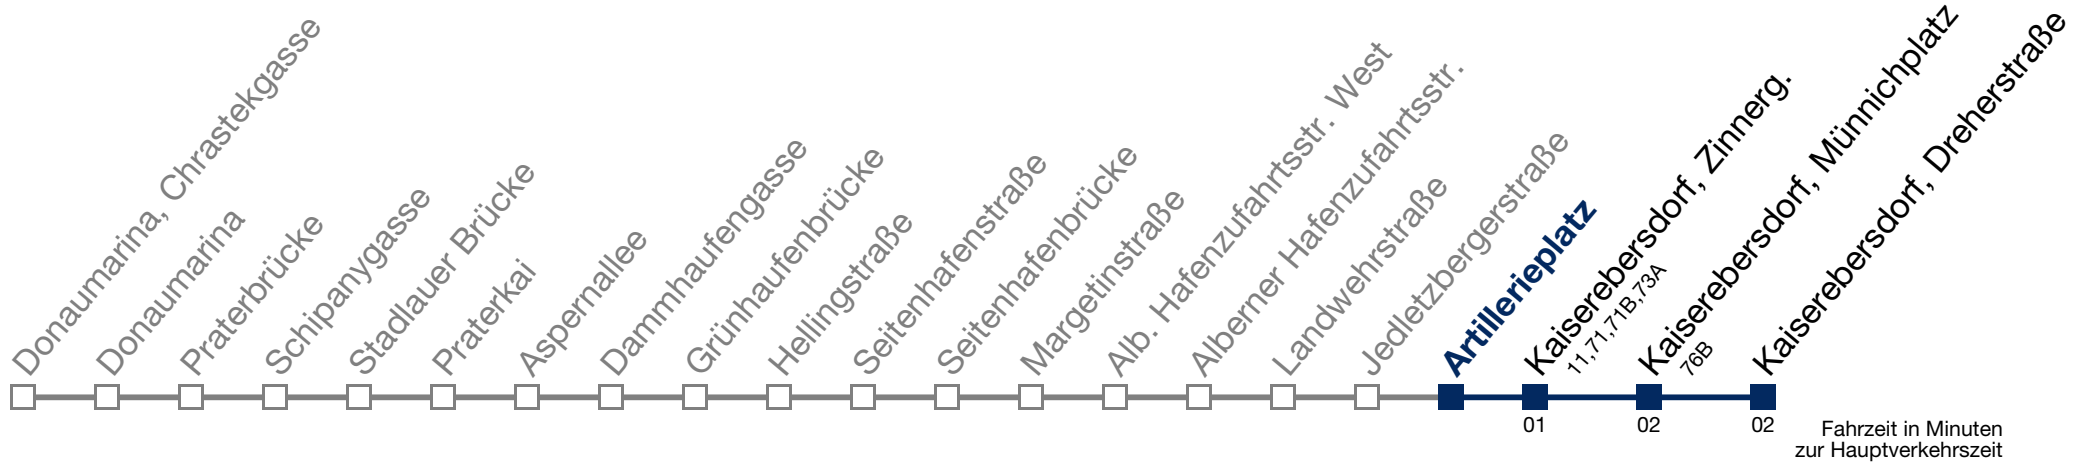 Donaumarina, Chrastekgasse
Donaumarina
Praterbrücke
Schipanygasse
Stadlauer Brücke
Praterkai
Aspernallee
Dammhaufengasse
Grünhaufenbrücke
Hellingstraße
Seitenhafenstraße
Seitenhafenbrücke
Margetinstraße
Alb. Hafenzufahrtsstr. West
Alberner Hafenzufahrtsstr.
Landwehrstraße
Jedletzbergerstraße
Artillerieplatz
Kaiserebersdorf, Zinnerg.
11,71,71B,73A
Kaiserebersdorf, Münnichplatz
76B
Kaiserebersdorf, Dreherstraße
01
02
02
Fahrzeit in Minuten
zur Hauptverkehrszeit